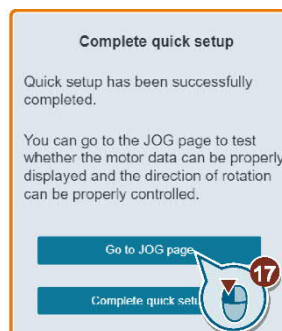 Complete quick setup
Quick setup has been successfully
completed.
You can go to the JOG page to test
whether the motor data can be properly
displayed and the direction of rotation
can be properly controlled.
Go to JOG page
17
Complete quick setu